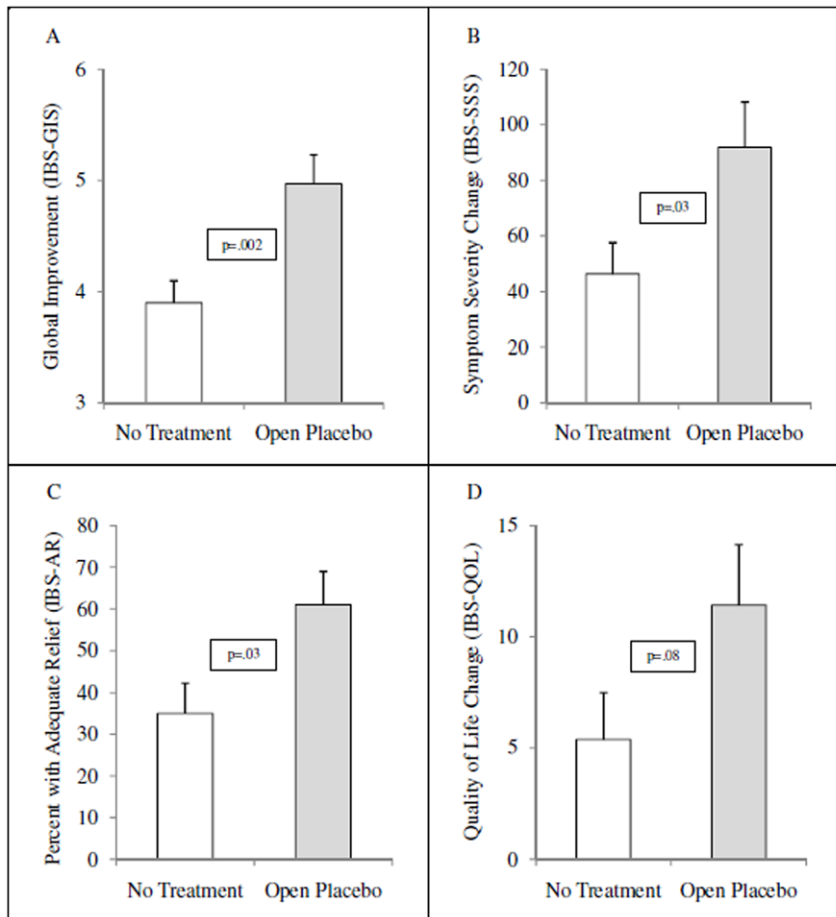 A
Global Improvement (IBS-GIS)
6
5
4
3
p=.002
No Treatment Open Placebo
B
Symptom Severity Change (IBS-SSS)
120
100
80
60
40
20
0
p=.03
No Treatment Open Placebo
C
Percent with Adequate Relief (IBS-AR)
80
70
60
50
40
30
20
10
0
p=.03
No Treatment Open Placebo
D
Quality of Life Change (IBS-QOL)
15
10
5
0
p=.08
No Treatment Open Placebo